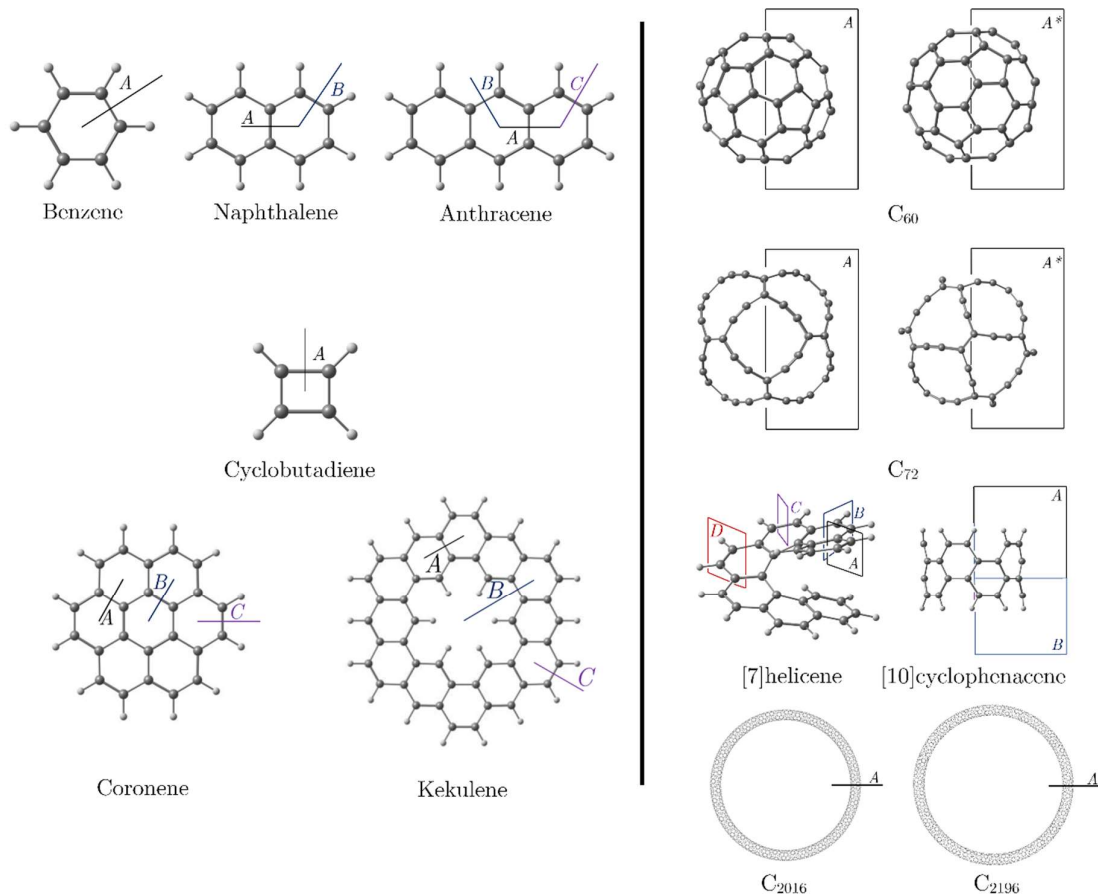 A
Benzene
A B
Naphthalene
B C
A
Anthracene
A
Cyclobutadiene
A B C
Coronene
A
B
C
Kekulene
A
A*
C₆₀
A
A*
C₇₂
D C B A
[7]helicene
A
B
[10]cyclophenacene
A
C₂₀₁₆
A
C₂₁₉₆